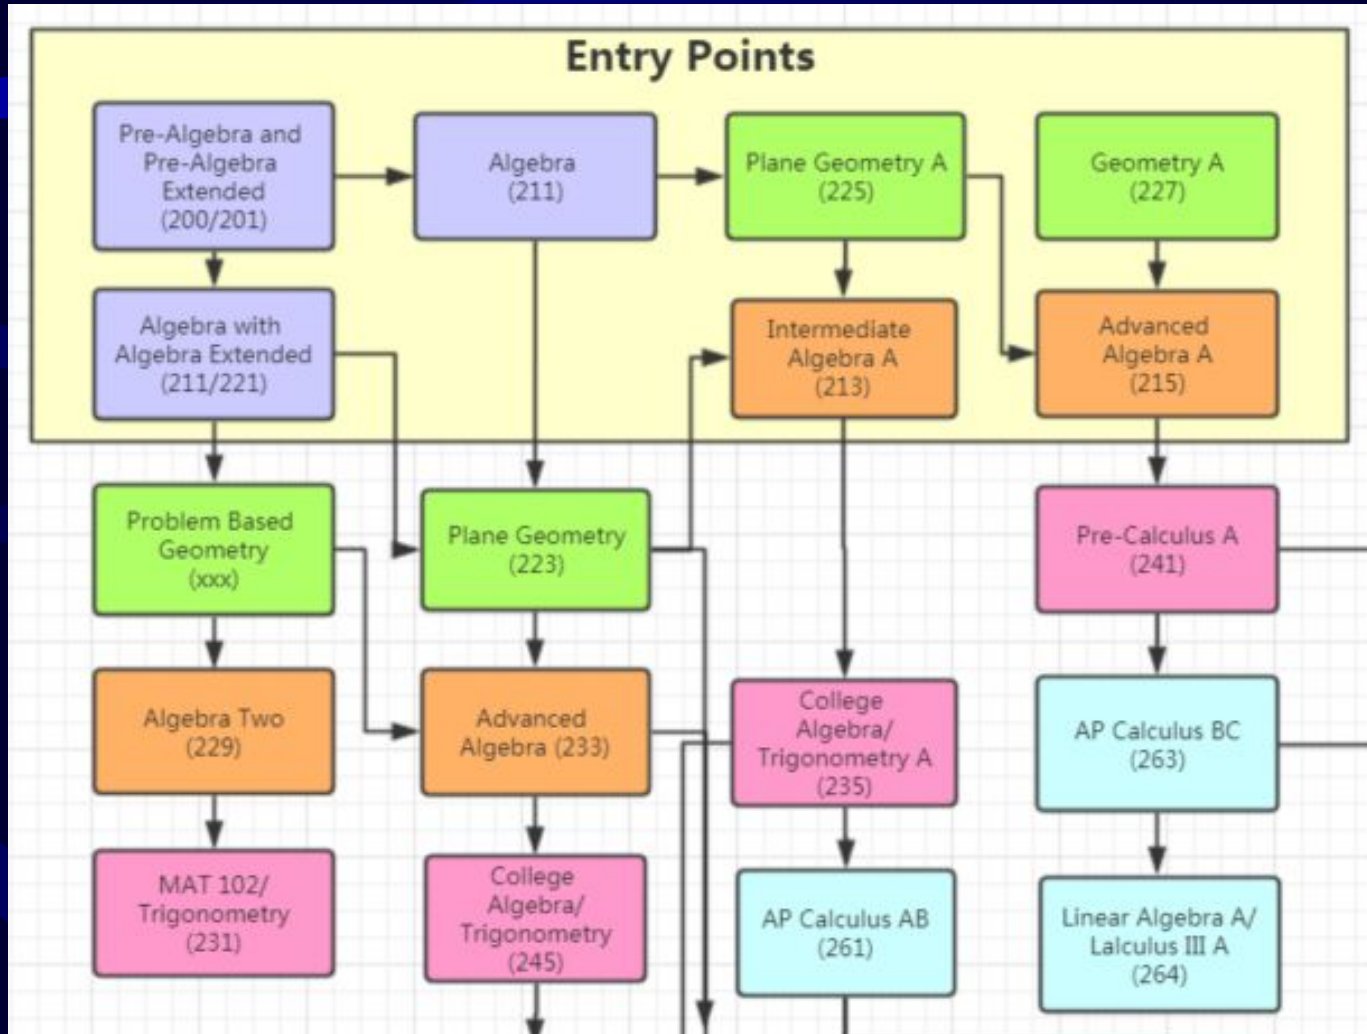 Entry Points
Pre-Algebra and
Pre-Algebra
Extended
(200/201)
Algebra
(211)
Plane Geometry A
(225)
Geometry A
(227)
Algebra with
Algebra Extended
(211/221)
Intermediate
Algebra A
(213)
Advanced
Algebra A
(215)
Problem Based
Geometry
(xxx)
Plane Geometry
(223)
Pre-Calculus A
(241)
Algebra Two
(229)
Advanced
Algebra (233)
College
Algebra/
Trigonometry A
(235)
AP Calculus BC
(263)
MAT 102/
Trigonometry
(231)
College
Algebra/
Trigonometry
(245)
AP Calculus AB
(261)
Linear Algebra A/
Lalculus III A
(264)